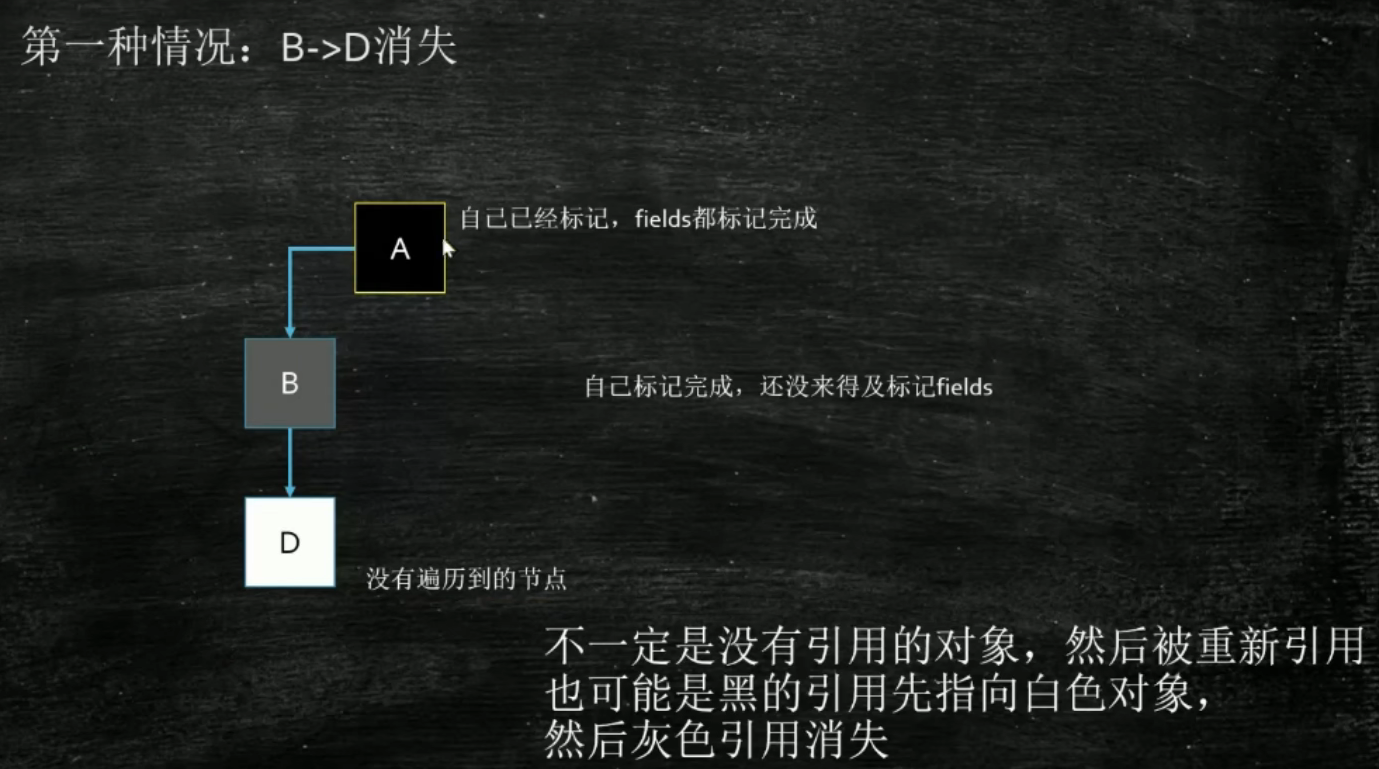 第一种情况：B->D消失
A
自己已经标记，fields都标记完成
B
自己标记完成，还没来得及标记fields
D
没有遍历到的节点
不一定是没有引用的对象，然后被重新引用
也可能是黑的引用先指向白色对象，
然后灰色引用消失